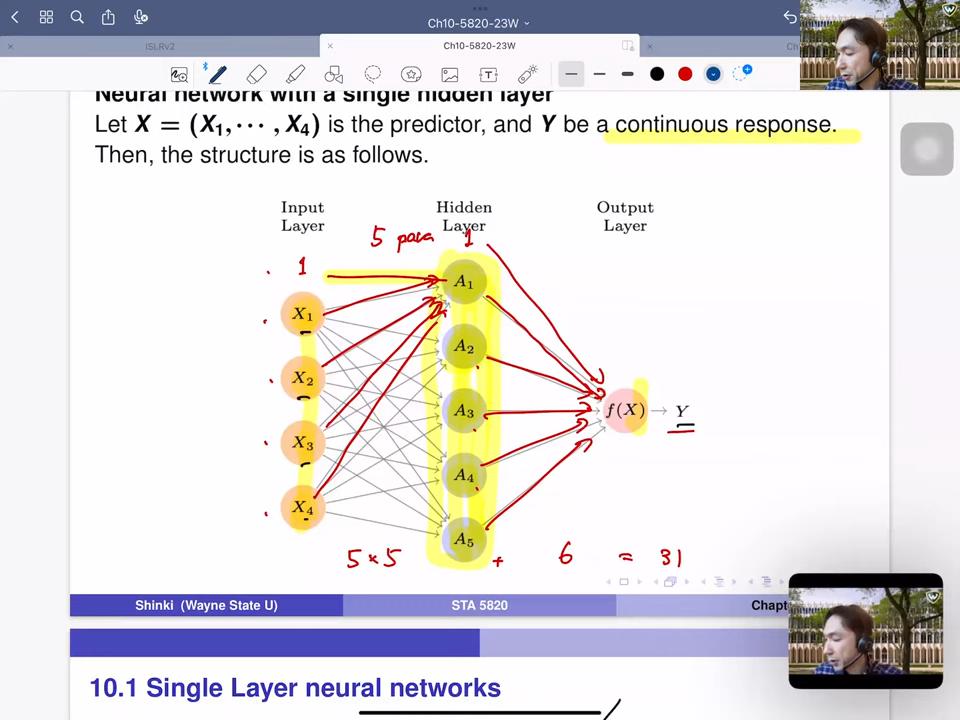 Ch10-5820-23W
ISLRv2
Ch10-5820-23W
Neural network with a single hidden layer
Let X = (X1, ⋯ , X4) is the predictor, and Y be a continuous response.
Then, the structure is as follows.
Input Layer
Hidden Layer
Output Layer
5 para
1
1
X1
X2
X3
X4
A1
A2
A3
A4
A5
f(X)
Y
5 × 5 + 6 = 31
Shinki (Wayne State U)
STA 5820
10.1 Single Layer neural networks